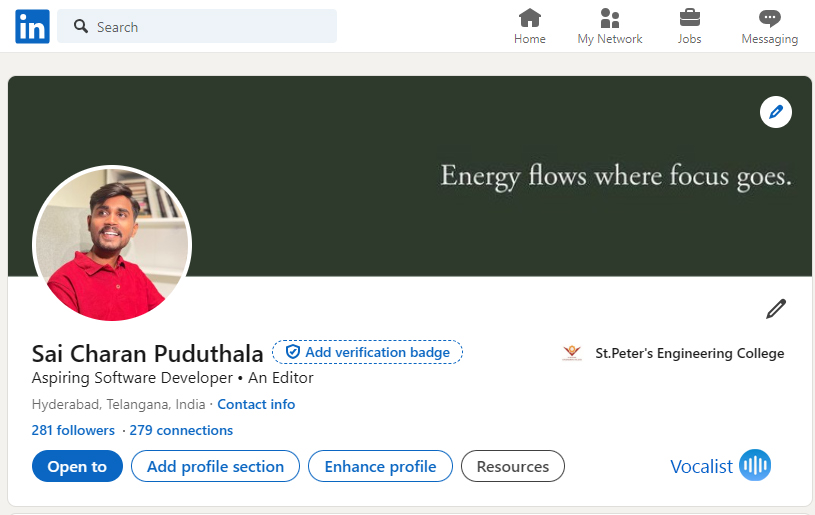 in Search
Home My Network Jobs Messaging
Energy flows where focus goes.
Sai Charan Puduthala Add verification badge
St.Peter's Engineering College
Aspiring Software Developer • An Editor
Hyderabad, Telangana, India · Contact info
281 followers · 279 connections
Open to Add profile section Enhance profile Resources
Vocalist